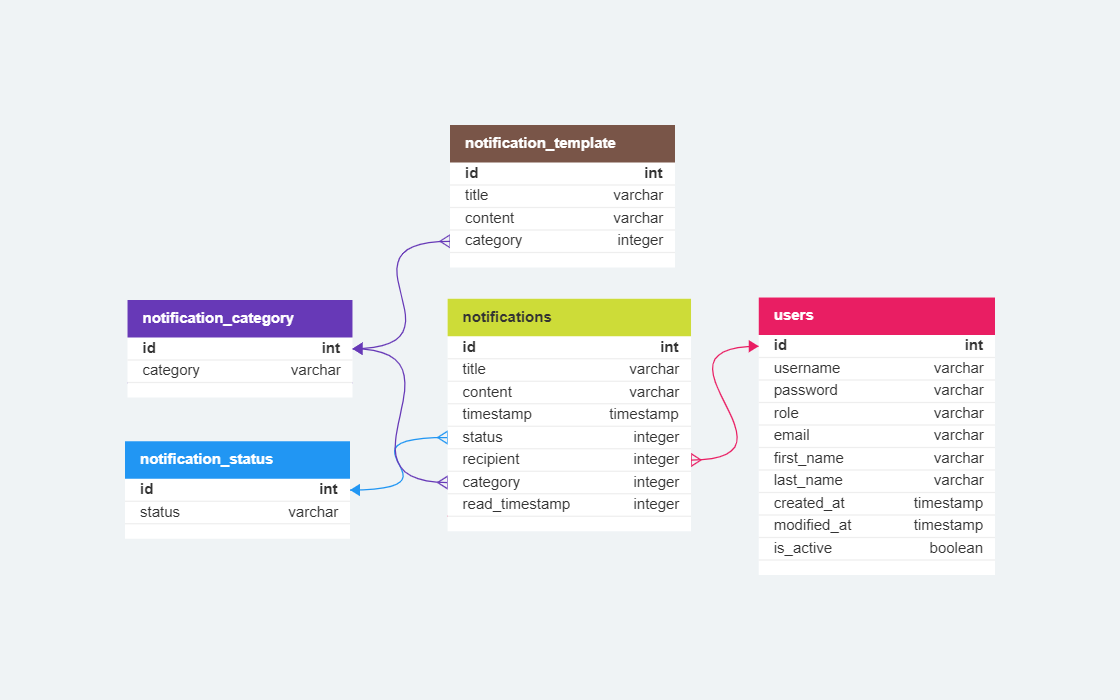 notification_template
id int
title varchar
content varchar
category integer
notification_category
id int
category varchar
notification_status
id int
status varchar
notifications
id int
title varchar
content varchar
timestamp timestamp
status integer
recipient integer
category integer
read_timestamp integer
users
id int
username varchar
password varchar
role varchar
email varchar
first_name varchar
last_name varchar
created_at timestamp
modified_at timestamp
is_active boolean